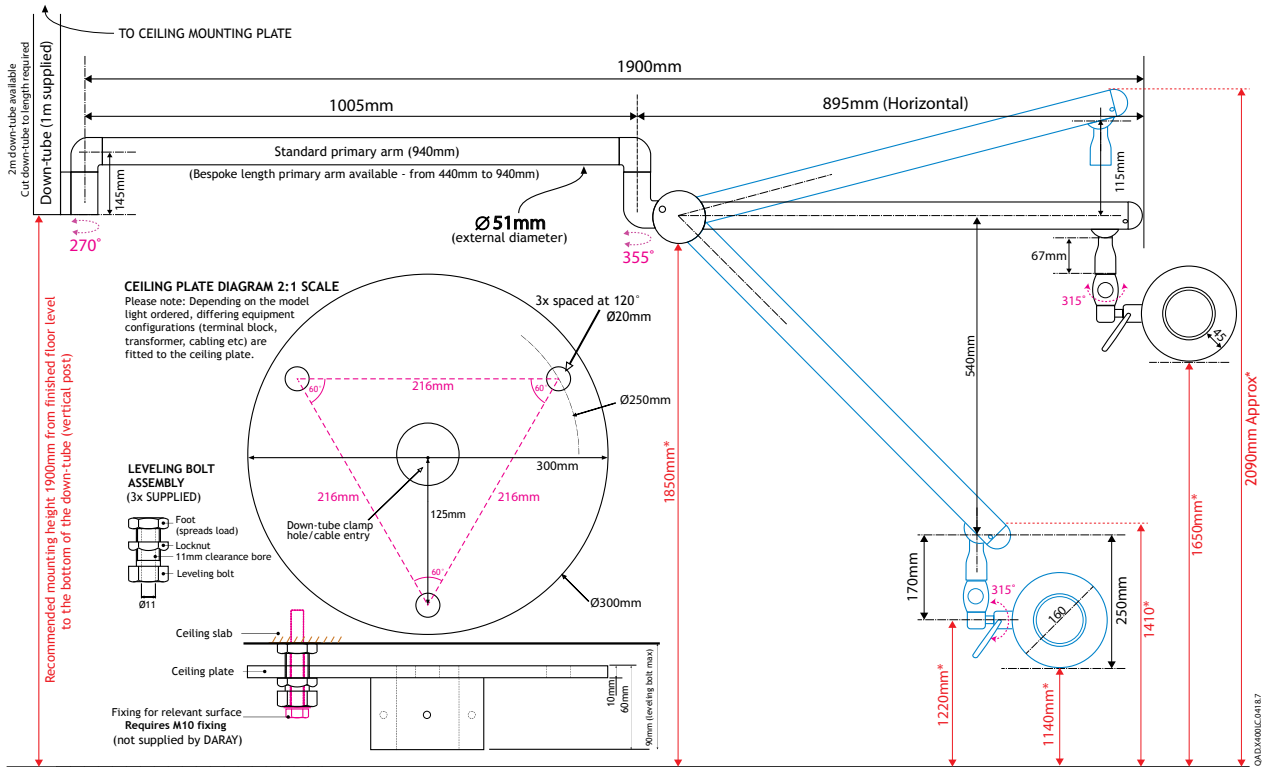 TO CEILING MOUNTING PLATE
2m down-tube available
Cut down-tube to length required
Down-tube (1m supplied)
1900mm
1005mm
895mm (Horizontal)
Standard primary arm (940mm)
(Bespoke length primary arm available - from 440mm to 940mm)
145mm
Ø 51mm
(external diameter)
270°
355°
115mm
67mm
315°
45
CEILING PLATE DIAGRAM 2:1 SCALE
Please note: Depending on the model
light ordered, differing equipment
configurations (terminal block,
transformer, cabling etc) are
fitted to the ceiling plate.
3x spaced at 120°
Ø20mm
60°
216mm
60°
Ø250mm
300mm
216mm
216mm
125mm
Down-tube clamp
hole/cable entry
60°
Ø300mm
Recommended mounting height 1900mm from finished floor level
to the bottom of the down-tube (vertical post)
LEVELING BOLT
ASSEMBLY
(3x SUPPLIED)
Foot
(spreads load)
Locknut
11mm clearance bore
Leveling bolt
Ø11
Ceiling slab
Ceiling plate
Fixing for relevant surface
Requires M10 fixing
(not supplied by DARAY)
10mm
60mm
90mm (leveling bolt max)
1850mm*
540mm
170mm
315°
160
250mm
1220mm*
1140mm*
1410*
1650mm*
2090mm Approx*
QADX400LC.0418.7